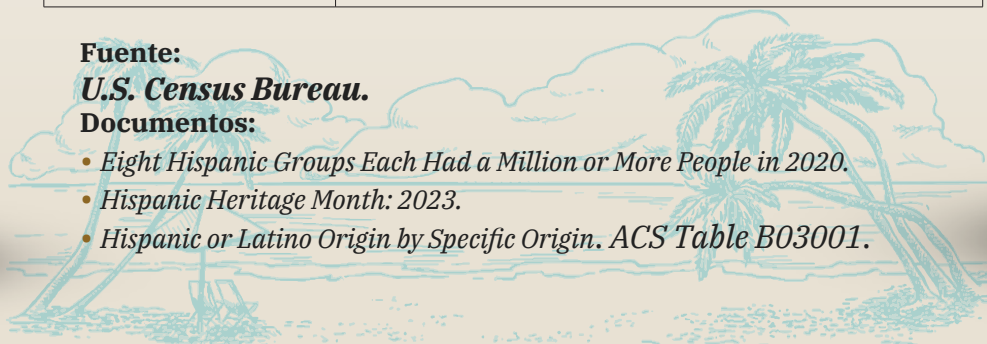 Fuente:
U.S. Census Bureau.
Documentos:
• Eight Hispanic Groups Each Had a Million or More People in 2020.
• Hispanic Heritage Month: 2023.
• Hispanic or Latino Origin by Specific Origin. ACS Table B03001.